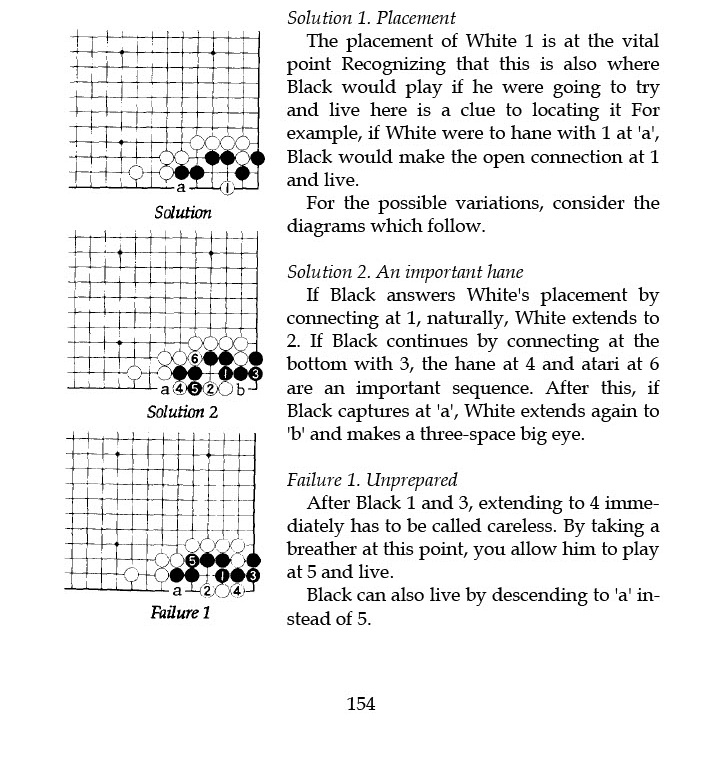 Solution 1. Placement
The placement of White 1 is at the vital
point Recognizing that this is also where
Black would play if he were going to try
and live here is a clue to locating it For
example, if White were to hane with 1 at 'a',
Black would make the open connection at 1
and live.
For the possible variations, consider the
diagrams which follow.
a 1
Solution
Solution 2. An important hane
If Black answers White's placement by
connecting at 1, naturally, White extends to
2. If Black continues by connecting at the
bottom with 3, the hane at 4 and atari at 6
are an important sequence. After this, if
Black captures at 'a', White extends again to
'b' and makes a three-space big eye.
6
1 3
a 4 5 2 b
Solution 2
Failure 1. Unprepared
After Black 1 and 3, extending to 4 imme-
diately has to be called careless. By taking a
breather at this point, you allow him to play
at 5 and live.
Black can also live by descending to 'a' in-
stead of 5.
5
1 3
a 2 4
Failure 1
154